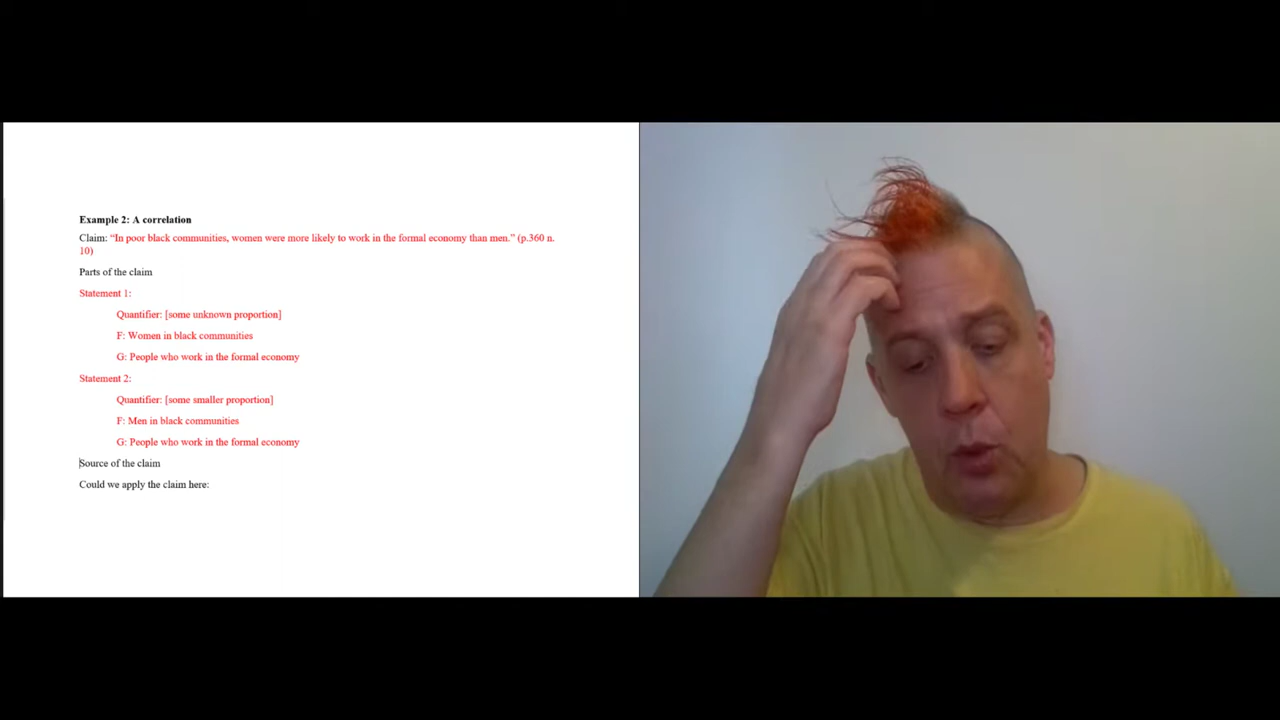 Example 2: A correlation
Claim: “In poor black communities, women were more likely to work in the formal economy than men.” (p.360 n.
10)
Parts of the claim
Statement 1:
Quantifier: [some unknown proportion]
F: Women in black communities
G: People who work in the formal economy
Statement 2:
Quantifier: [some smaller proportion]
F: Men in black communities
G: People who work in the formal economy
Source of the claim
Could we apply the claim here: